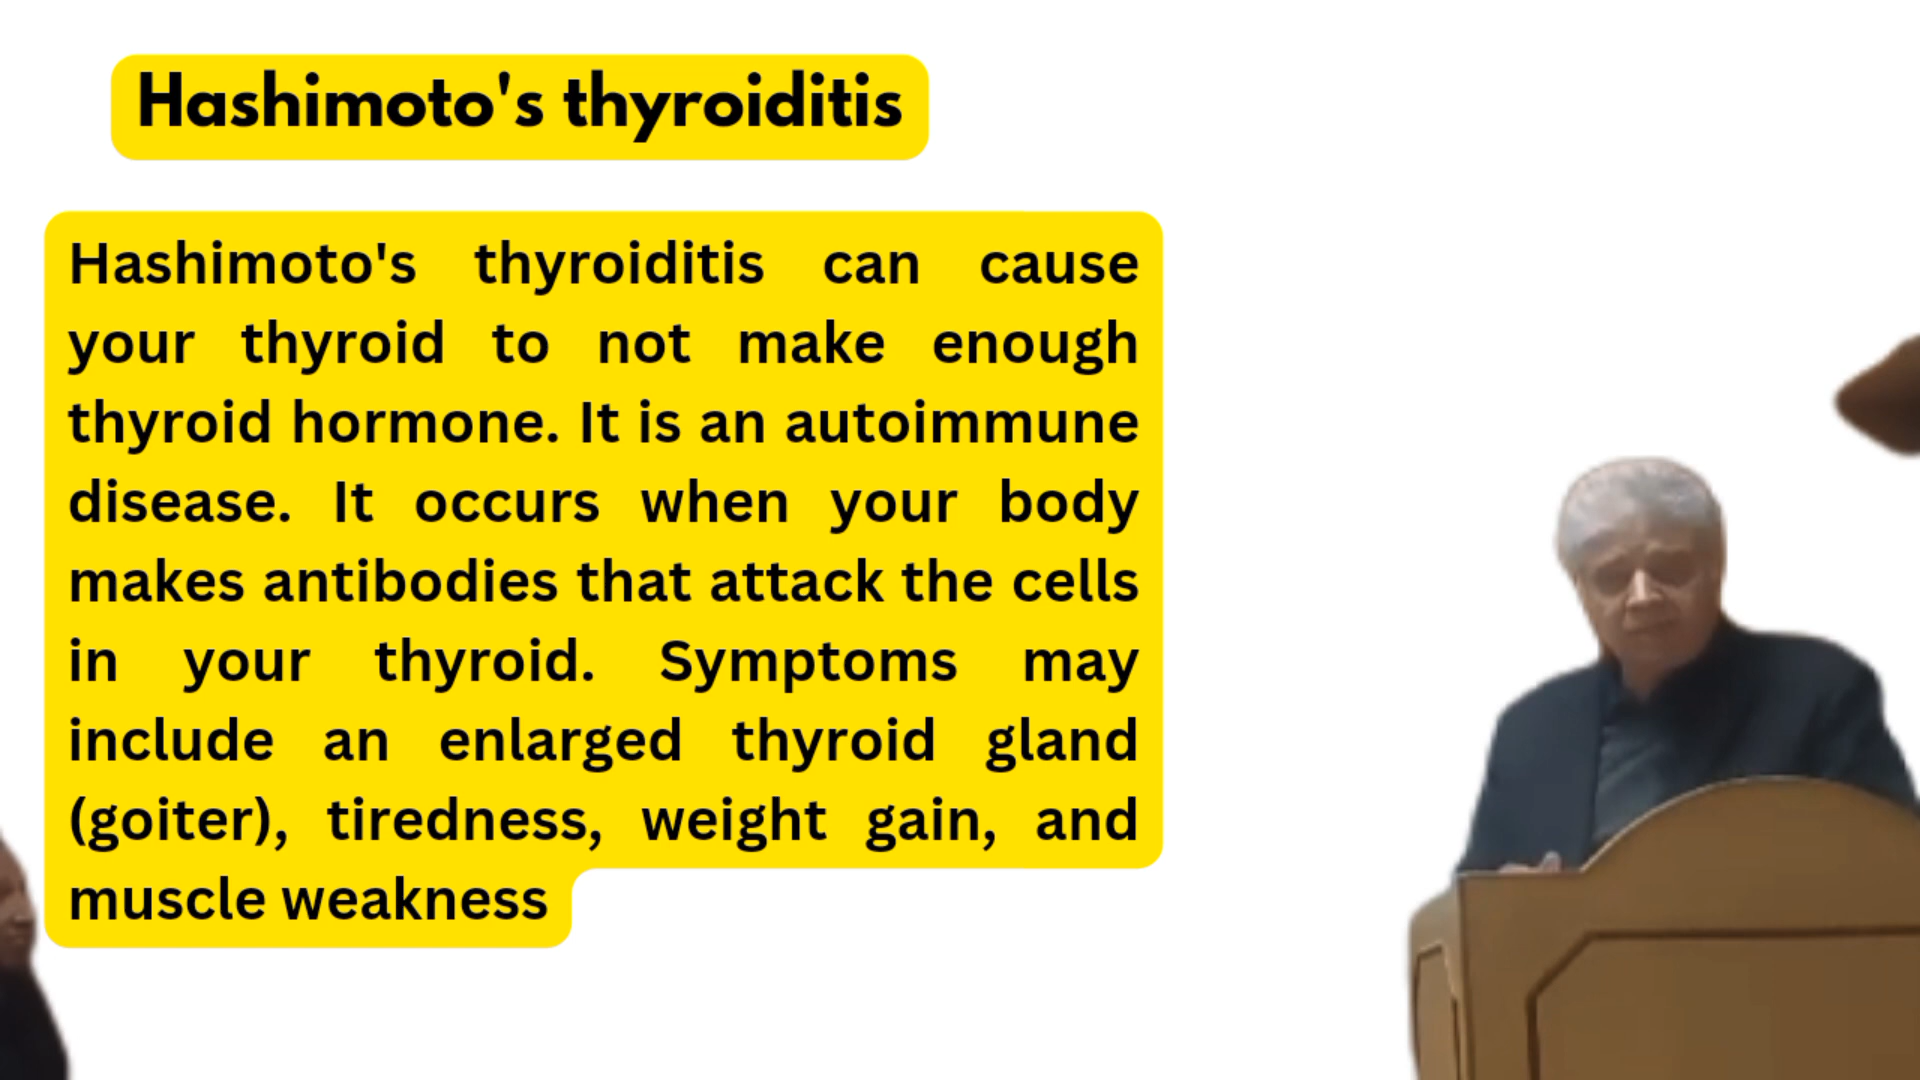 Hashimoto's thyroiditis
Hashimoto's thyroiditis can cause
your thyroid to not make enough
thyroid hormone. It is an autoimmune
disease. It occurs when your body
makes antibodies that attack the cells
in your thyroid. Symptoms may
include an enlarged thyroid gland
(goiter), tiredness, weight gain, and
muscle weakness